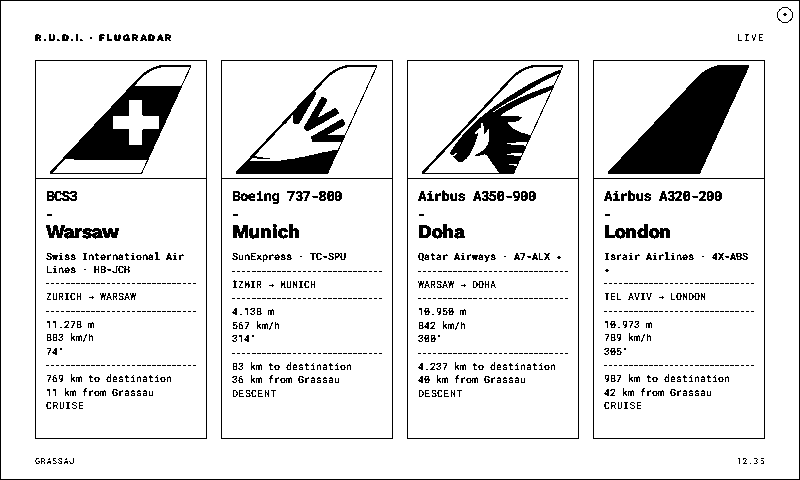 R.U.D.I. · FLUGRADAR
LIVE
BCS3
-
Warsaw
Swiss International Air
Lines · HB-JCH
ZURICH → WARSAW
11.278 m
883 km/h
74°
769 km to destination
11 km from Grassau
CRUISE
Boeing 737-800
-
Munich
SunExpress · TC-SPU
İZMIR → MUNICH
4.138 m
567 km/h
314°
83 km to destination
36 km from Grassau
DESCENT
Airbus A350-900
-
Doha
Qatar Airways · A7-ALX ✦
WARSAW → DOHA
10.950 m
842 km/h
300°
4.237 km to destination
40 km from Grassau
DESCENT
Airbus A320-200
-
London
Israir Airlines · 4X-ABS
✦
TEL AVIV → LONDON
10.973 m
789 km/h
305°
987 km to destination
42 km from Grassau
CRUISE
GRASSAU
12.35